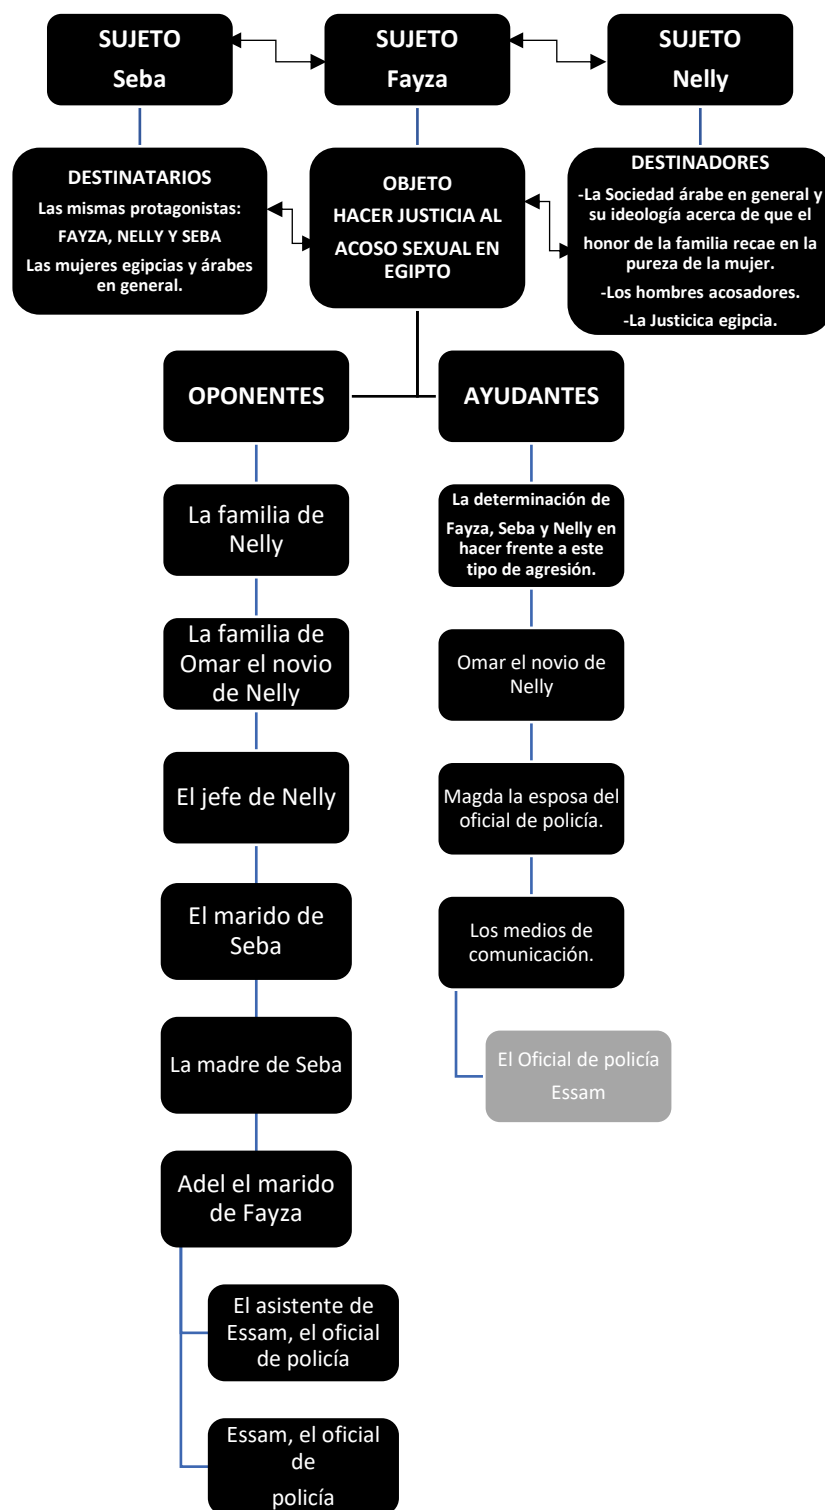 SUJETO
Seba
SUJETO
Fayza
SUJETO
Nelly
DESTINATARIOS
Las mismas protagonistas:
FAYZA, NELLY Y SEBA
Las mujeres egipcias y árabes
en general.
OBJETO
HACER JUSTICIA AL
ACOSO SEXUAL EN
EGIPTO
DESTINADORES
-La Sociedad árabe en general y
su ideología acerca de que el
honor de la familia recae en la
pureza de la mujer.
-Los hombres acosadores.
-La Justicica egipcia.
OPONENTES
La familia de
Nelly
La familia de
Omar el novio
de Nelly
El jefe de Nelly
El marido de
Seba
La madre de Seba
Adel el marido
de Fayza
El asistente de
Essam, el oficial
de policía
Essam, el oficial
de
policía
AYUDANTES
La determinación de
Fayza, Seba y Nelly en
hacer frente a este
tipo de agresión.
Omar el novio de
Nelly
Magda la esposa del
oficial de policía.
Los medios de
comunicación.
El Oficial de policía
Essam